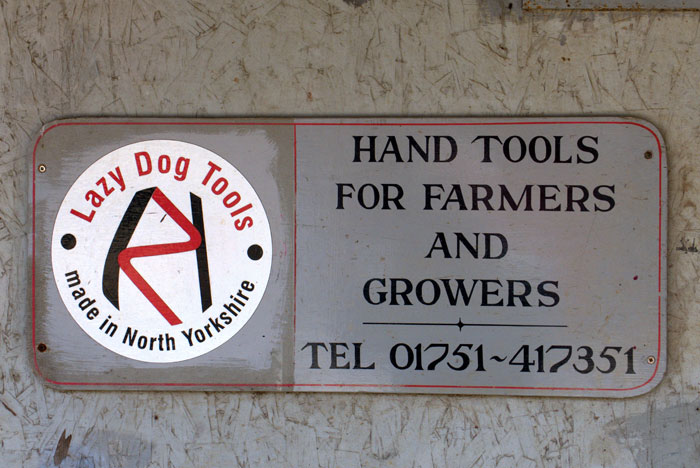 Lazy Dog Tools
made in North Yorkshire
HAND TOOLS
FOR FARMERS
AND
GROWERS
TEL 01751~417351